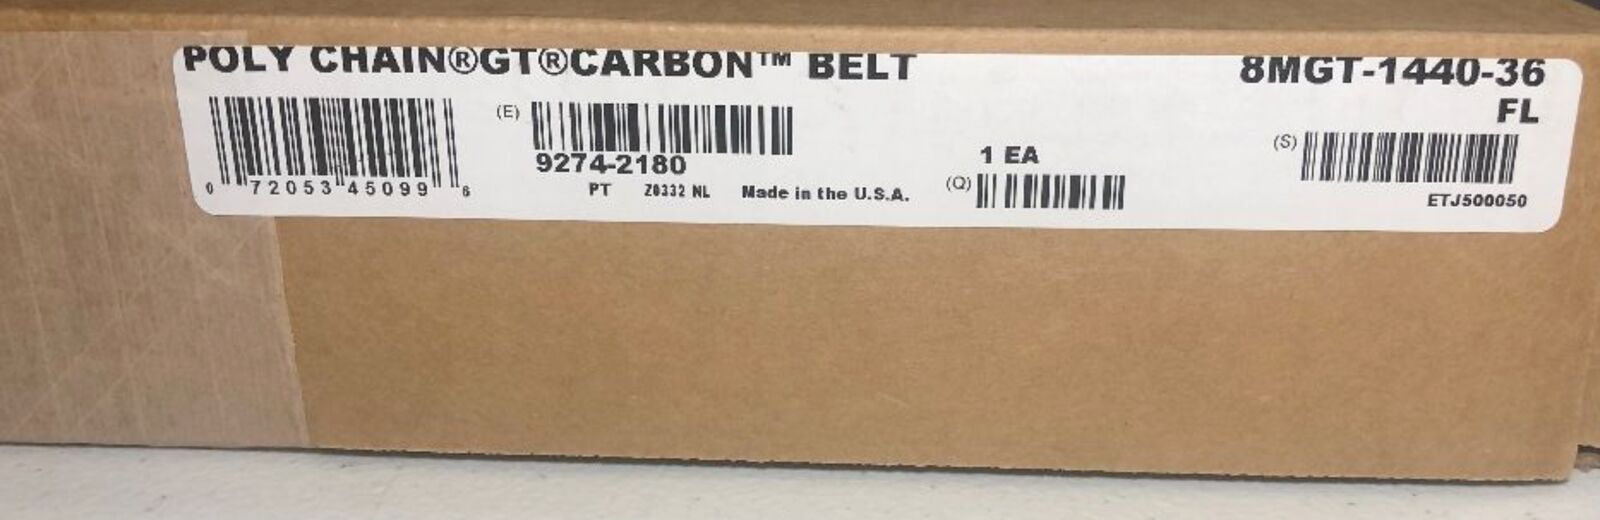 POLY CHAIN®GT®CARBON™ BELT
8MGT-1440-36
FL
(E)
9274-2180
0 72053 45099 6
PT Z0332 NL Made in the U.S.A.
1 EA
(Q)
(S)
ETJ500050